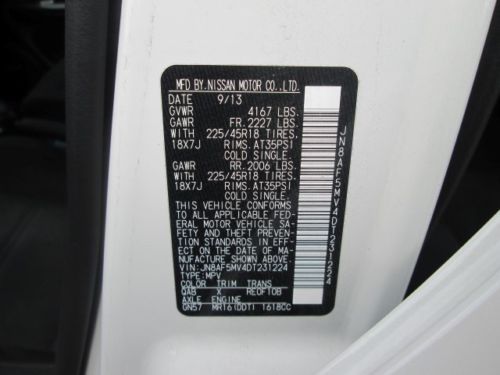 MFD BY.NISSAN MOTOR CO.,LTD.
DATE 9/13
GVWR 4167 LBS.
GAWR FR.2227 LBS.
WITH 225/45R18 TIRES.
18X7J RIMS.AT35PSI
COLD SINGLE.
GAWR RR.2006 LBS.
WITH 225/45R18 TIRES.
18X7J RIMS.AT35PSI
COLD SINGLE.
THIS VEHICLE CONFORMS
TO ALL APPLICABLE FED-
ERAL MOTOR VEHICLE SA-
FETY AND THEFT PREVEN-
TION STANDARDS IN EFF-
ECT ON THE DATE OF MA-
NUFACTURE SHOWN ABOVE.
VIN:JN8AF5MV4DT231224
TYPE:MPV
COLOR TRIM TRANS
QAB X RE0F10B
AXLE ENGINE
GN57 MR16(DDT) 1618CC
JN8AF5MV4DT231224